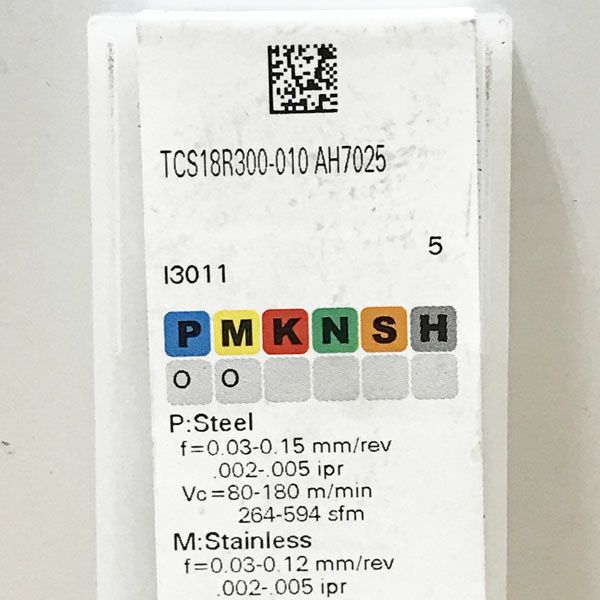 TCS18R300-010 AH7025
5
I3011
P M K N S H
O O
P:Steel
f=0.03-0.15 mm/rev
.002-.005 ipr
Vc=80-180 m/min
264-594 sfm
M:Stainless
f=0.03-0.12 mm/rev
.002-.005 ipr